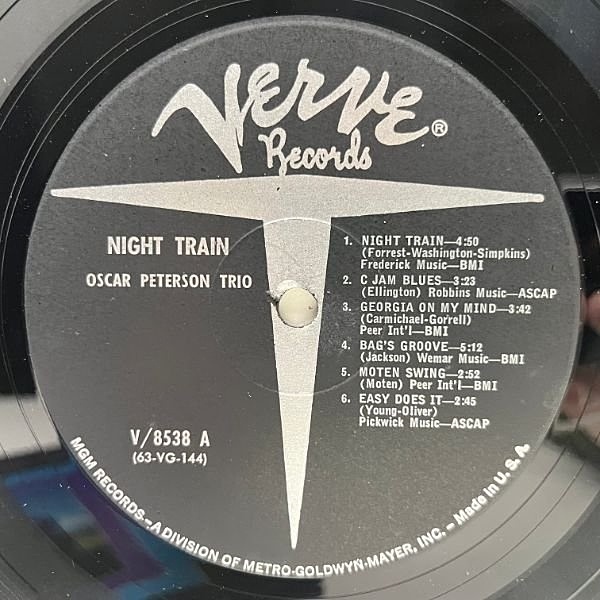 VERVE®
Records
NIGHT TRAIN
OSCAR PETERSON TRIO
1. NIGHT TRAIN—4:50
(Forrest-Washington-Simpkins)
Frederick Music—BMI
2. C JAM BLUES—3:23
(Ellington) Robbins Music—ASCAP
3. GEORGIA ON MY MIND—3:42
(Carmichael-Gorrell)
Peer Int'l—BMI
4. BAG'S GROOVE—5:12
(Jackson) Wemar Music—BMI
5. MOTEN SWING—2:52
(Moten) Peer Int'l—BMI
6. EASY DOES IT—2:45
(Young-Oliver)
Pickwick Music—ASCAP
V/8538 A
(63-VG-144)
MGM RECORDS—A DIVISION OF METRO-GOLDWYN-MAYER, INC. — Made in U. S. A.